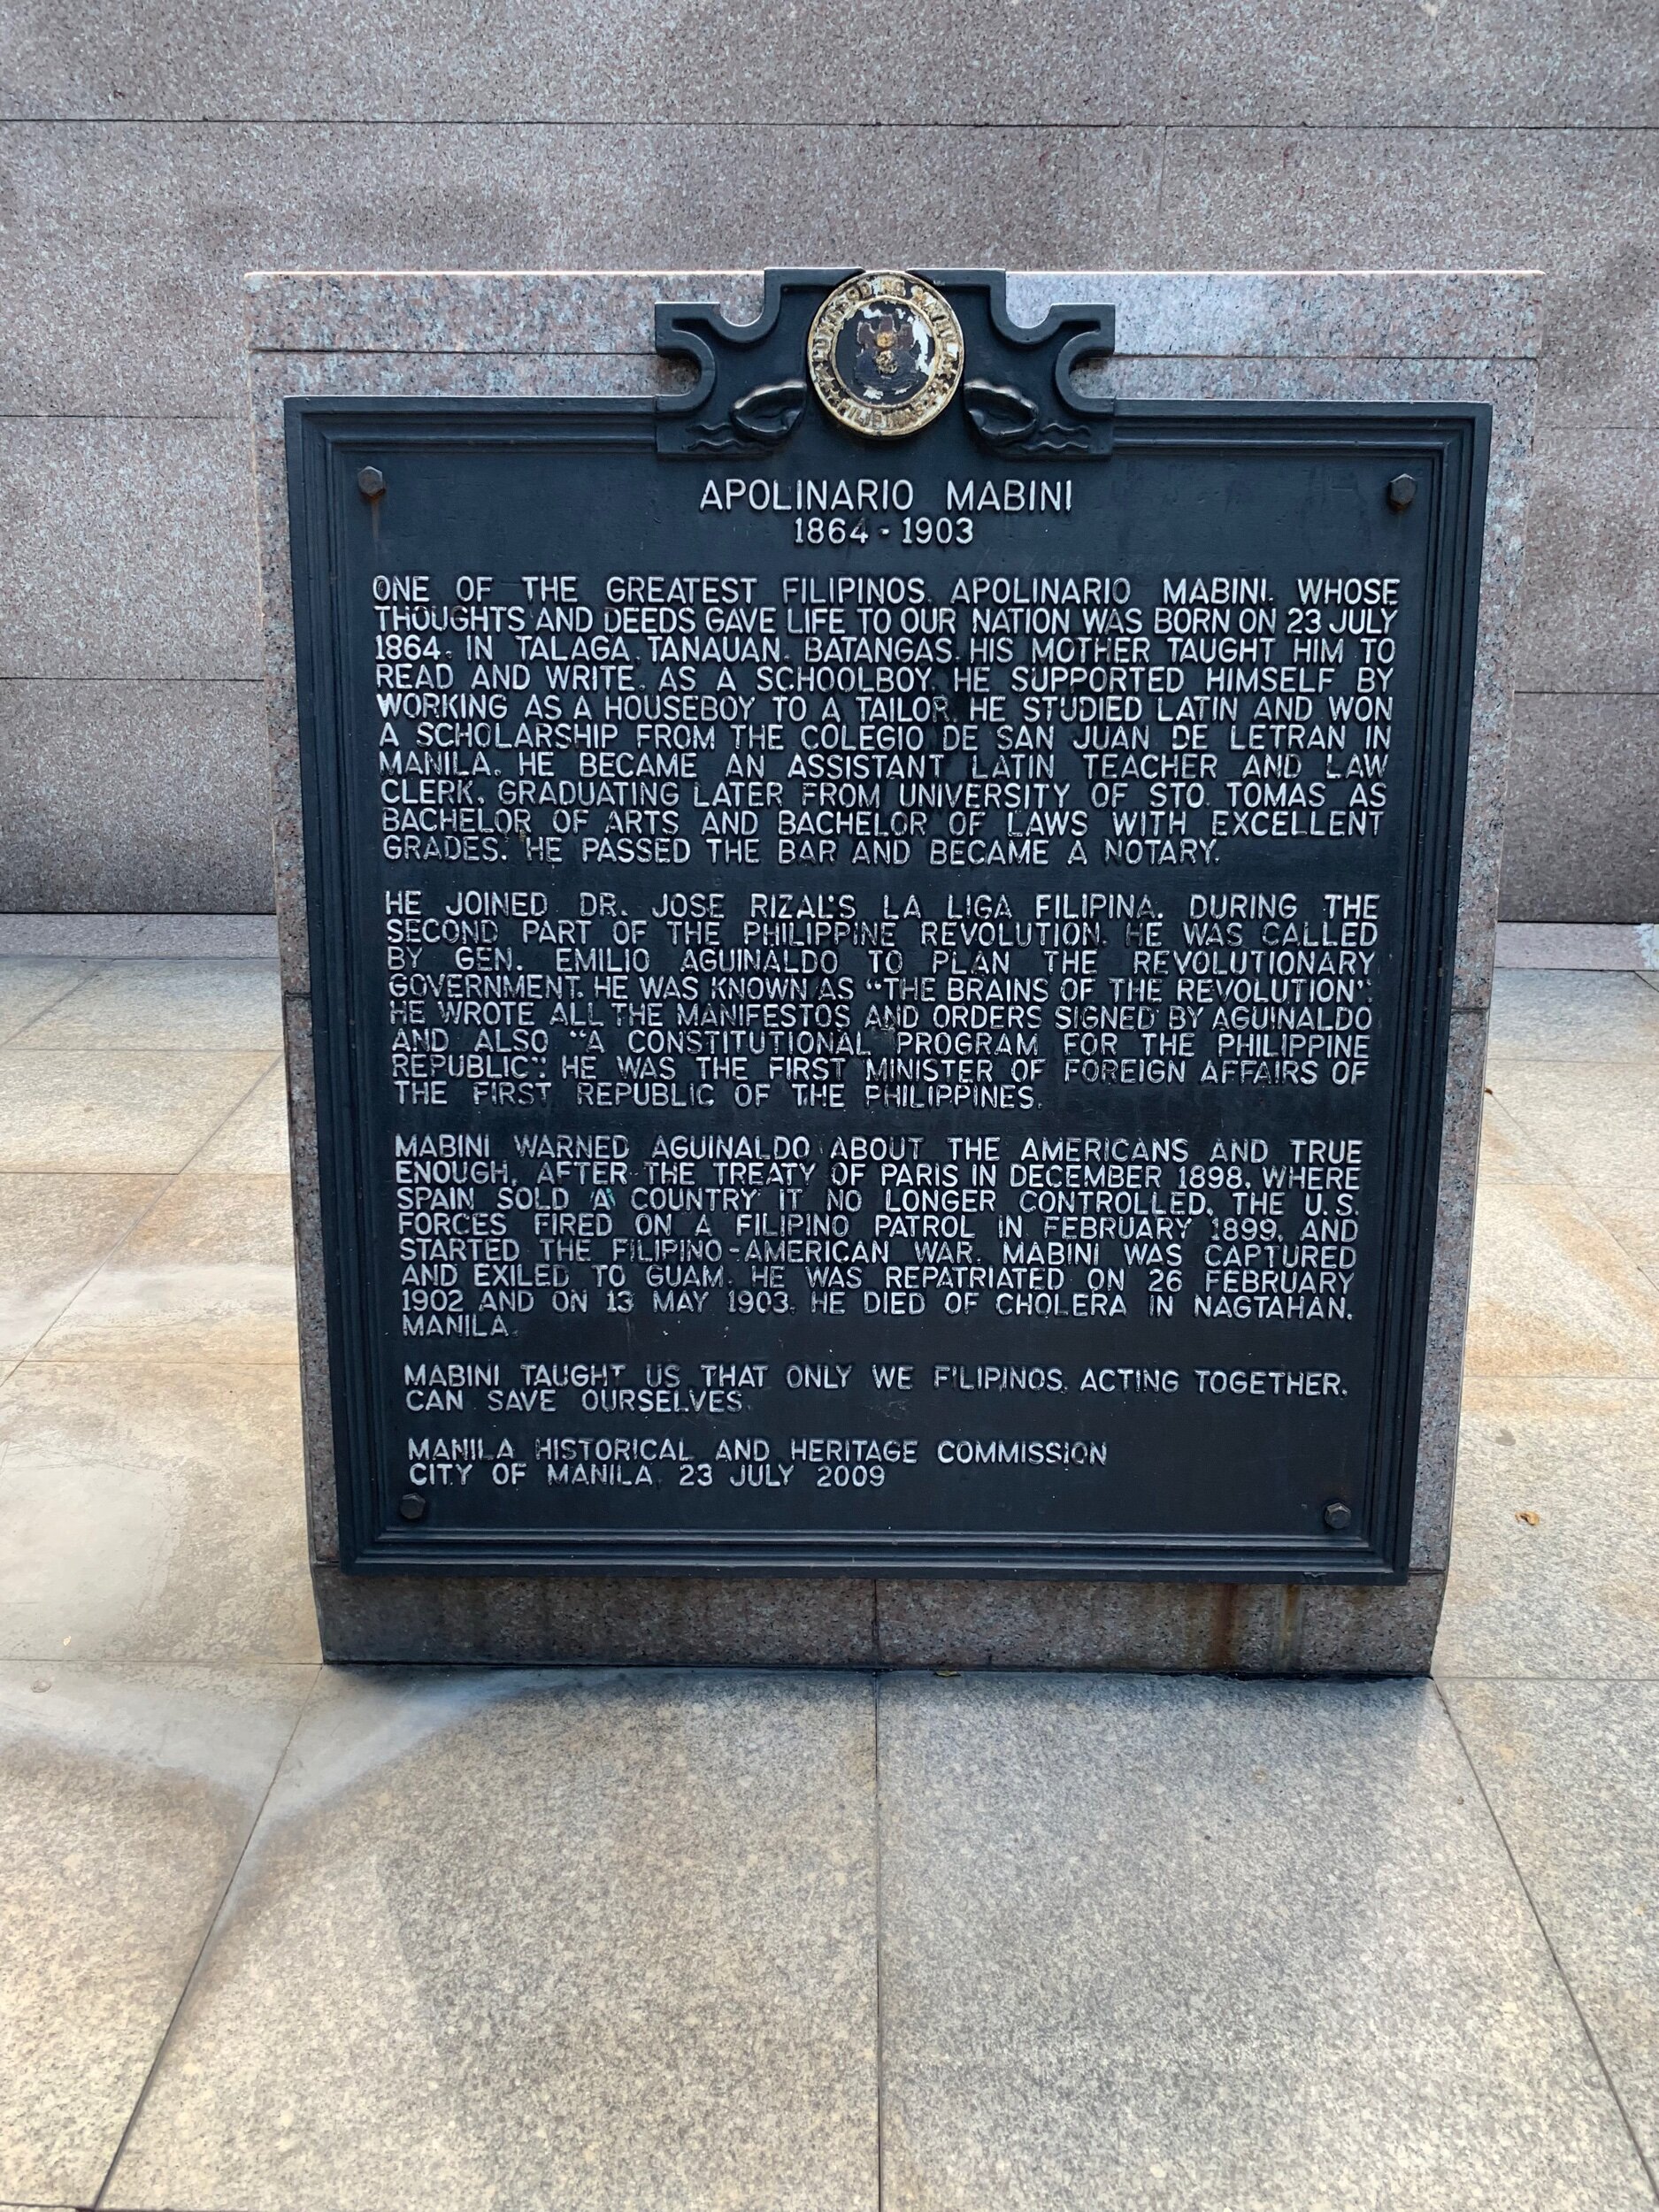 LUNGSOD NG MAYNILA
PILIPINAS
APOLINARIO MABINI
1864 - 1903
ONE OF THE GREATEST FILIPINOS, APOLINARIO MABINI, WHOSE
THOUGHTS AND DEEDS GAVE LIFE TO OUR NATION WAS BORN ON 23 JULY
1864, IN TALAGA, TANAUAN, BATANGAS. HIS MOTHER TAUGHT HIM TO
READ AND WRITE. AS A SCHOOLBOY, HE SUPPORTED HIMSELF BY
WORKING AS A HOUSEBOY TO A TAILOR. HE STUDIED LATIN AND WON
A SCHOLARSHIP FROM THE COLEGIO DE SAN JUAN DE LETRAN IN
MANILA. HE BECAME AN ASSISTANT LATIN TEACHER AND LAW
CLERK, GRADUATING LATER FROM UNIVERSITY OF STO. TOMAS AS
BACHELOR OF ARTS AND BACHELOR OF LAWS WITH EXCELLENT
GRADES. HE PASSED THE BAR AND BECAME A NOTARY.
HE JOINED DR. JOSE RIZAL'S LA LIGA FILIPINA. DURING THE
SECOND PART OF THE PHILIPPINE REVOLUTION, HE WAS CALLED
BY GEN. EMILIO AGUINALDO TO PLAN THE REVOLUTIONARY
GOVERNMENT. HE WAS KNOWN AS "THE BRAINS OF THE REVOLUTION".
HE WROTE ALL THE MANIFESTOS AND ORDERS SIGNED BY AGUINALDO
AND ALSO "A CONSTITUTIONAL PROGRAM FOR THE PHILIPPINE
REPUBLIC". HE WAS THE FIRST MINISTER OF FOREIGN AFFAIRS OF
THE FIRST REPUBLIC OF THE PHILIPPINES.
MABINI WARNED AGUINALDO ABOUT THE AMERICANS AND TRUE
ENOUGH, AFTER THE TREATY OF PARIS IN DECEMBER 1898, WHERE
SPAIN SOLD A COUNTRY IT NO LONGER CONTROLLED, THE U.S.
FORCES FIRED ON A FILIPINO PATROL IN FEBRUARY 1899, AND
STARTED THE FILIPINO-AMERICAN WAR. MABINI WAS CAPTURED
AND EXILED TO GUAM. HE WAS REPATRIATED ON 26 FEBRUARY
1902 AND ON 13 MAY 1903, HE DIED OF CHOLERA IN NAGTAHAN,
MANILA.
MABINI TAUGHT US THAT ONLY WE FILIPINOS, ACTING TOGETHER,
CAN SAVE OURSELVES.
MANILA HISTORICAL AND HERITAGE COMMISSION
CITY OF MANILA, 23 JULY 2009